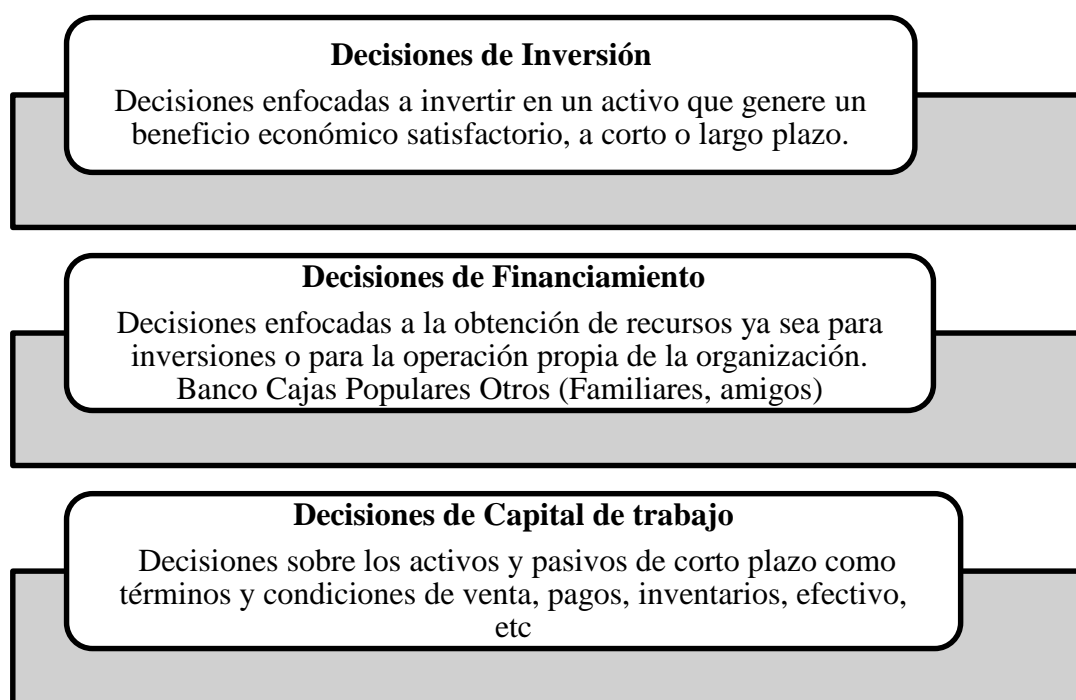 Decisiones de Inversión
Decisiones enfocadas a invertir en un activo que genere un
beneficio económico satisfactorio, a corto o largo plazo.
Decisiones de Financiamiento
Decisiones enfocadas a la obtención de recursos ya sea para
inversiones o para la operación propia de la organización.
Banco Cajas Populares Otros (Familiares, amigos)
Decisiones de Capital de trabajo
Decisiones sobre los activos y pasivos de corto plazo como
términos y condiciones de venta, pagos, inventarios, efectivo,
etc